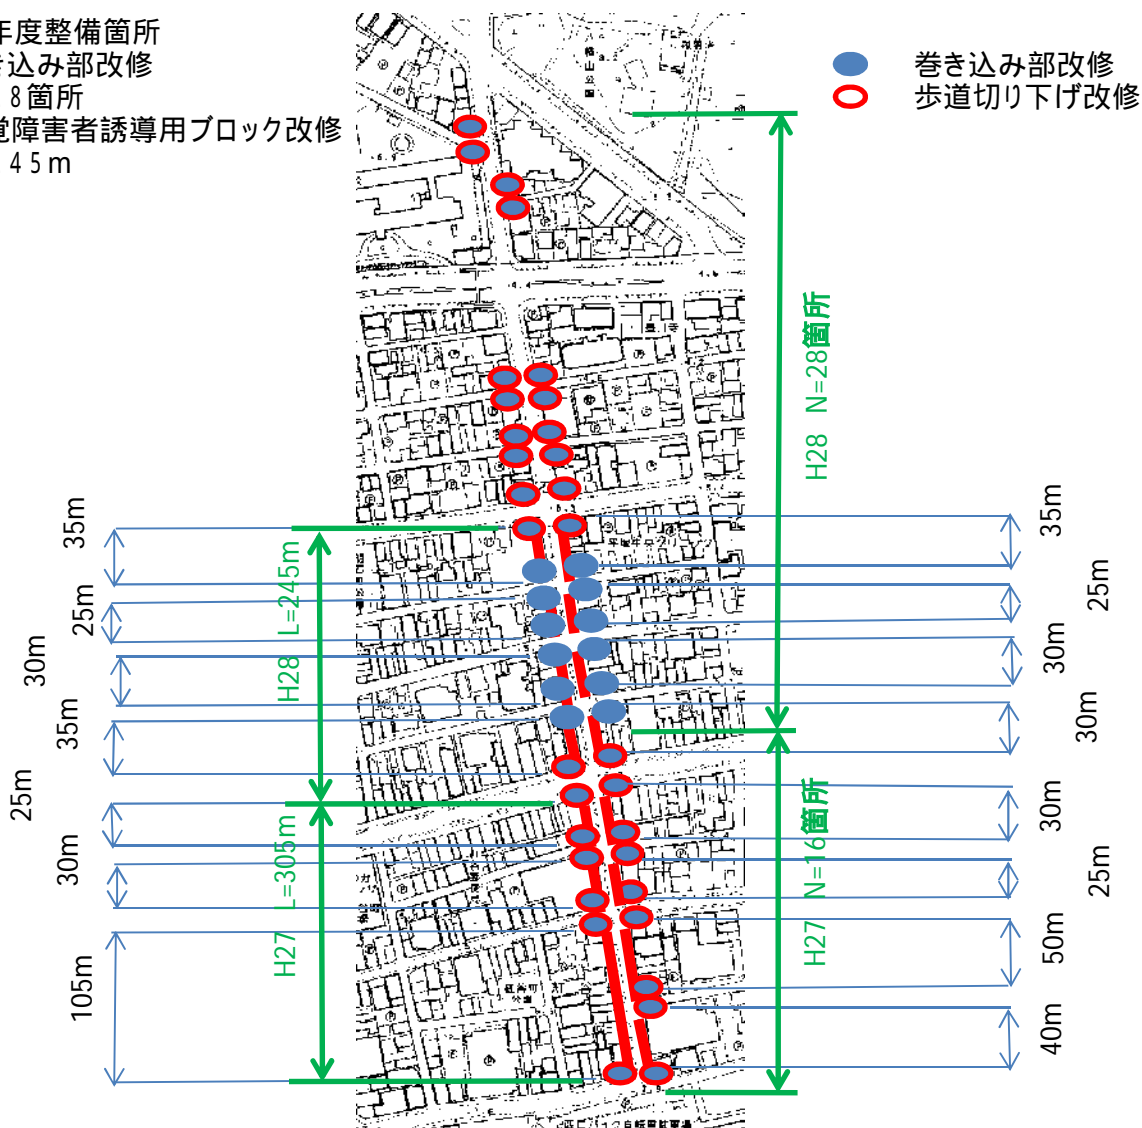 年度整備箇所
き込み部改修
8箇所
覚障害者誘導用ブロック改修
45m
巻き込み部改修
歩道切り下げ改修
H28 N=28箇所
H27 N=16箇所
H28 L=245m
H27 L=305m
35m
25m
30m
35m
25m
30m
105m
35m
25m
30m
30m
30m
25m
50m
40m